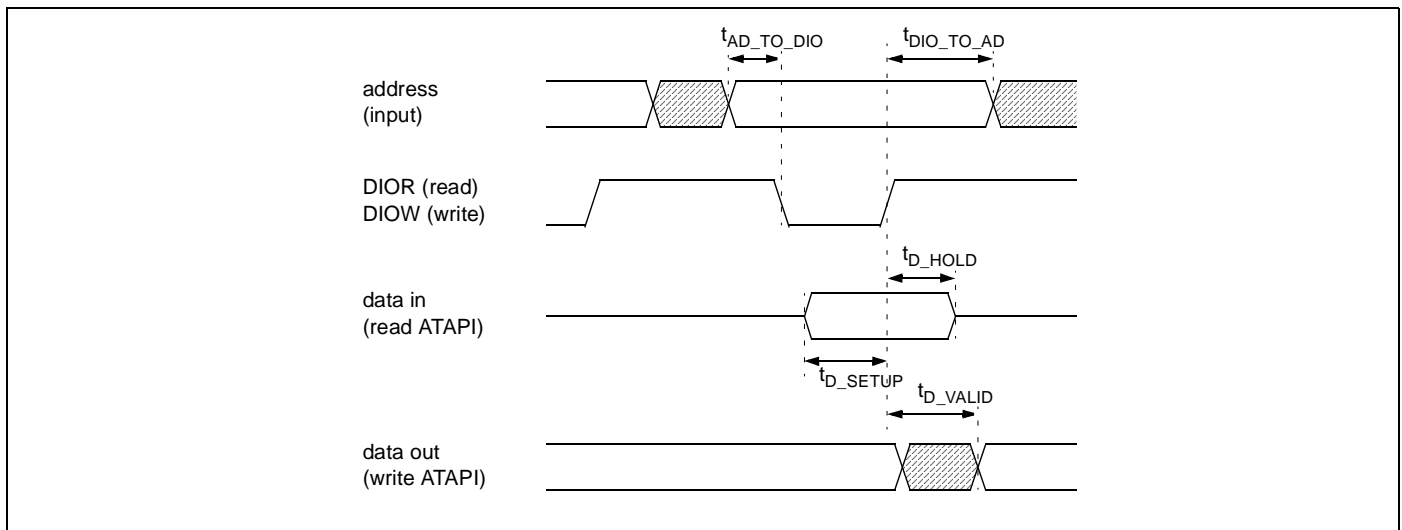 tAD_TO_DIO
tDIO_TO_AD
address
(input)
DIOR (read)
DIOW (write)
tD_HOLD
data in
(read ATAPI)
tD_SETUP
tD_VALID
data out
(write ATAPI)